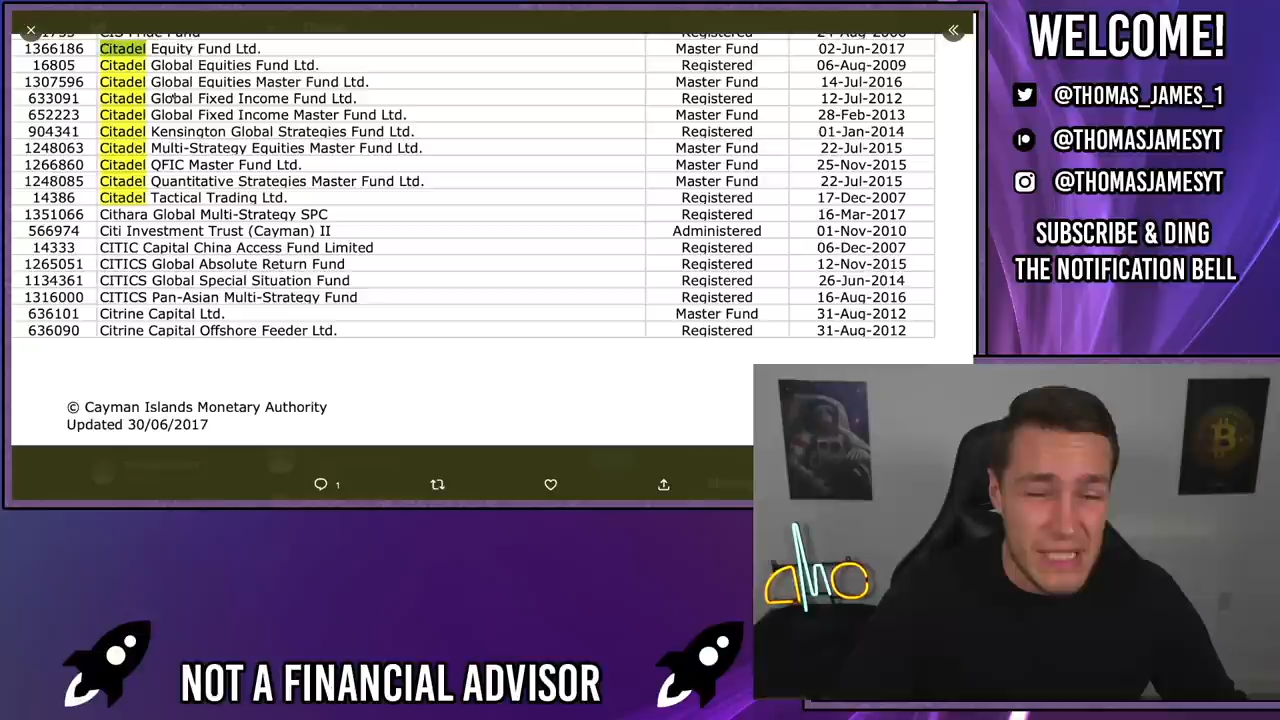 1366186 Citadel Equity Fund Ltd. Master Fund 02-Jun-2017
16805 Citadel Global Equities Fund Ltd. Registered 06-Aug-2009
1307596 Citadel Global Equities Master Fund Ltd. Master Fund 14-Jul-2016
633091 Citadel Global Fixed Income Fund Ltd. Registered 12-Jul-2012
652223 Citadel Global Fixed Income Master Fund Ltd. Master Fund 28-Feb-2013
904341 Citadel Kensington Global Strategies Fund Ltd. Registered 01-Jan-2014
1248063 Citadel Multi-Strategy Equities Master Fund Ltd. Master Fund 22-Jul-2015
1266860 Citadel QFIC Master Fund Ltd. Master Fund 25-Nov-2015
1248085 Citadel Quantitative Strategies Master Fund Ltd. Master Fund 22-Jul-2015
14386 Citadel Tactical Trading Ltd. Registered 17-Dec-2007
1351066 Cithara Global Multi-Strategy SPC Registered 16-Mar-2017
566974 Citi Investment Trust (Cayman) II Administered 01-Nov-2010
14333 CITIC Capital China Access Fund Limited Registered 06-Dec-2007
1265051 CITICS Global Absolute Return Fund Registered 12-Nov-2015
1134361 CITICS Global Special Situation Fund Registered 26-Jun-2014
1316000 CITICS Pan-Asian Multi-Strategy Fund Registered 16-Aug-2016
636101 Citrine Capital Ltd. Master Fund 31-Aug-2012
636090 Citrine Capital Offshore Feeder Ltd. Registered 31-Aug-2012
© Cayman Islands Monetary Authority
Updated 30/06/2017
1
WELCOME!
@THOMAS_JAMES_1
@THOMASJAMESYT
@THOMASJAMESYT
SUBSCRIBE & DING
THE NOTIFICATION BELL
NOT A FINANCIAL ADVISOR